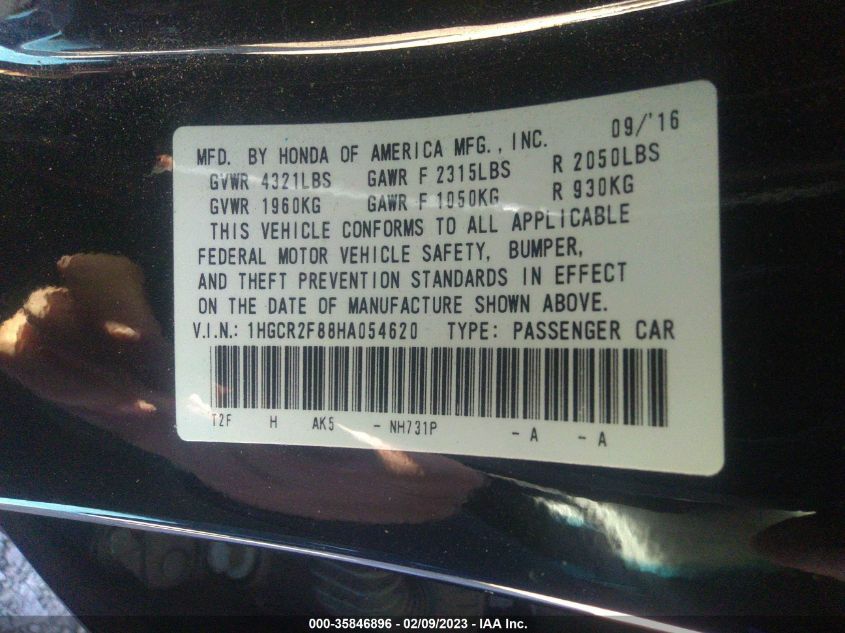 09/'16
MFD. BY HONDA OF AMERICA MFG., INC.
GVWR 4321LBS GAWR F 2315LBS R 2050LBS
GVWR 1960KG GAWR F 1050KG R 930KG
THIS VEHICLE CONFORMS TO ALL APPLICABLE
FEDERAL MOTOR VEHICLE SAFETY, BUMPER,
AND THEFT PREVENTION STANDARDS IN EFFECT
ON THE DATE OF MANUFACTURE SHOWN ABOVE.
V.I.N.: 1HGCR2F88HA054620 TYPE: PASSENGER CAR
T2F H AK5 - NH731P - A - A
000-35846896 - 02/09/2023 - IAA Inc.